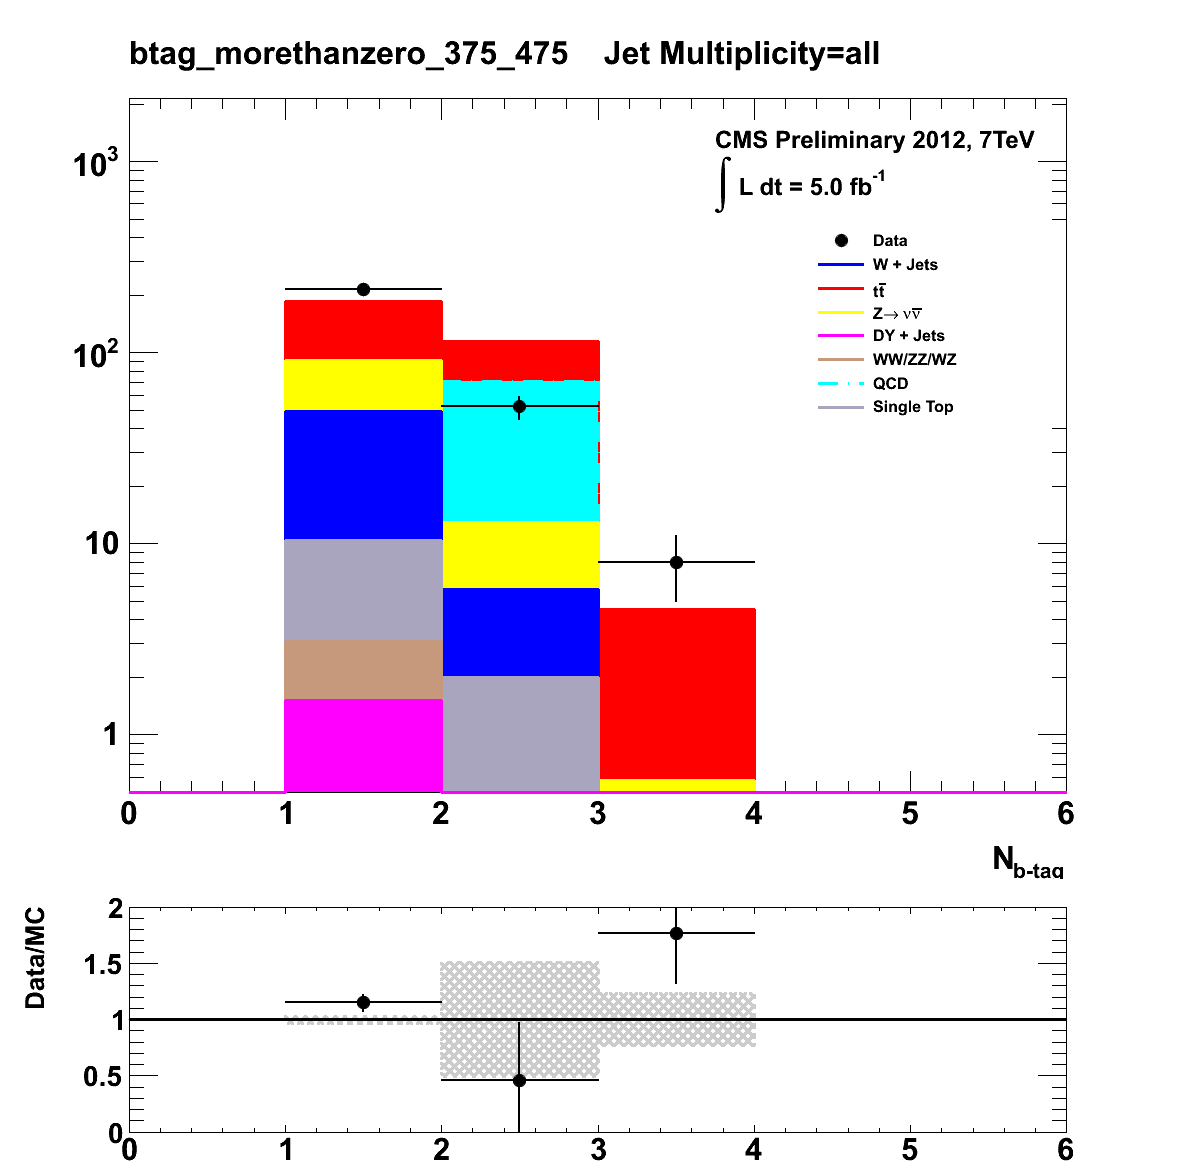 btag_morethanzero_375_475 Jet Multiplicity=all
CMS Preliminary 2012, 7TeV
∫ L dt = 5.0 fb⁻¹
Data
W + Jets
tt̅
Z→ νν̅
DY + Jets
WW/ZZ/WZ
QCD
Single Top
10³
10²
10
1
0 1 2 3 4 5 6
N b-tag
Data/MC
2
1.5
1
0.5
0
0 1 2 3 4 5 6